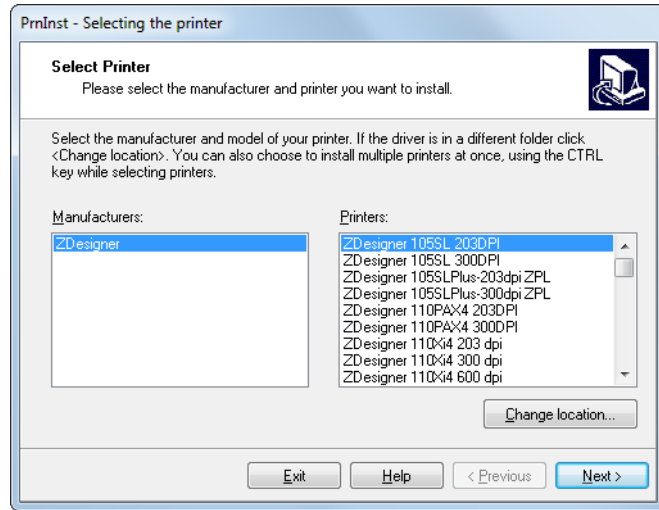 PrnInst - Selecting the printer
Select Printer
Please select the manufacturer and printer you want to install.
Select the manufacturer and model of your printer. If the driver is in a different folder click
<Change location>. You can also choose to install multiple printers at once, using the CTRL
key while selecting printers.
Manufacturers:
ZDesigner
Printers:
ZDesigner 105SL 203DPI
ZDesigner 105SL 300DPI
ZDesigner 105SLPlus-203dpi ZPL
ZDesigner 105SLPlus-300dpi ZPL
ZDesigner 110PAX4 203DPI
ZDesigner 110PAX4 300DPI
ZDesigner 110Xi4 203 dpi
ZDesigner 110Xi4 300 dpi
ZDesigner 110Xi4 600 dpi
Change location...
Exit
Help
< Previous
Next >